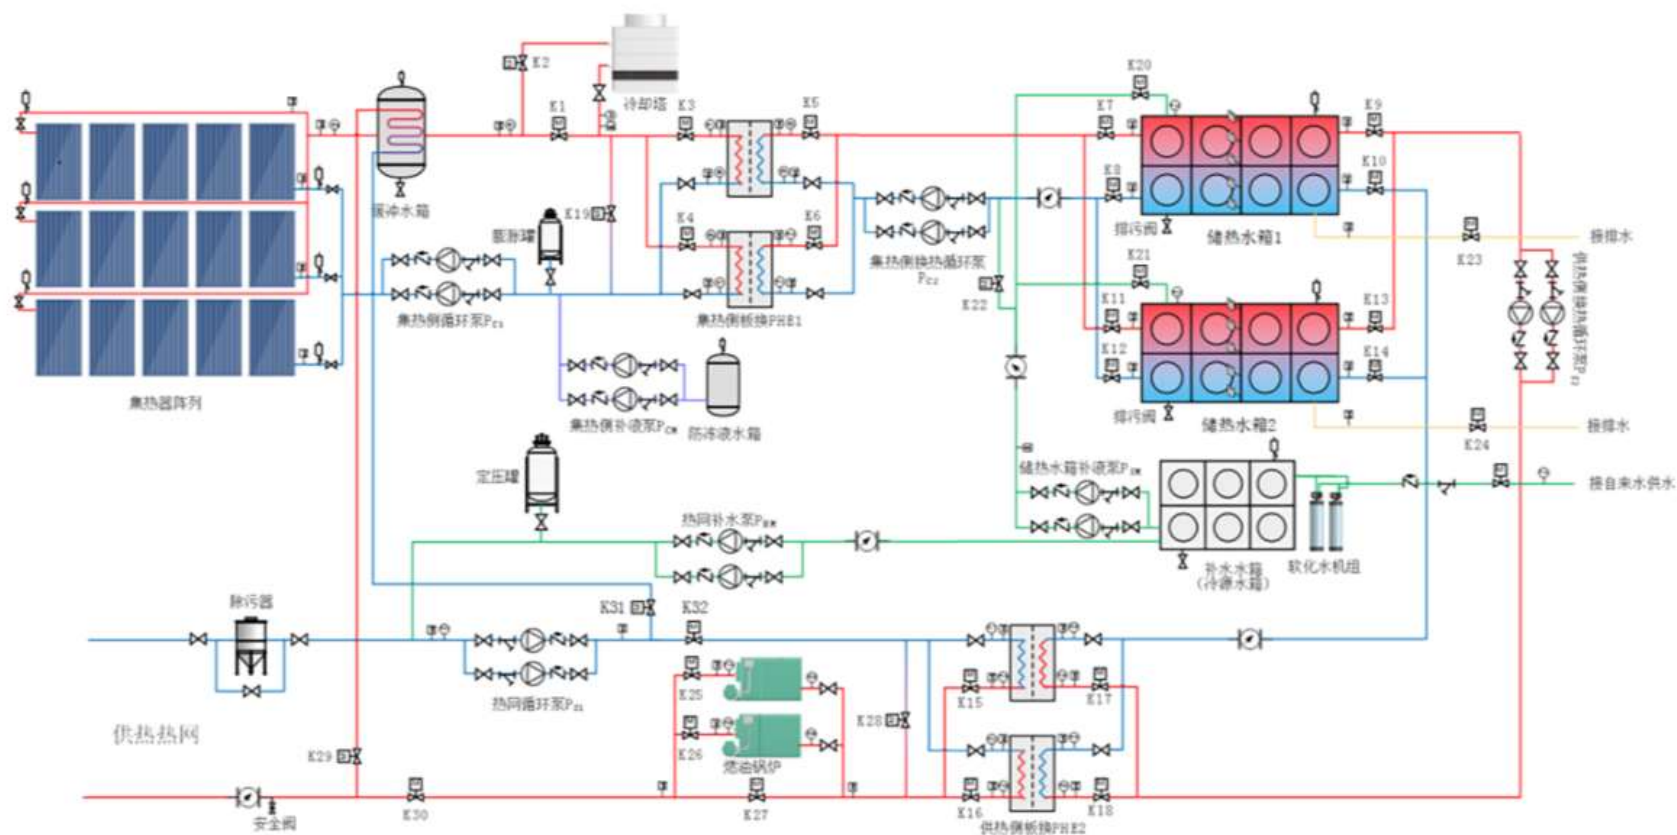 K20
K2
冷却塔
K1
K3
K5
K7
K9
K10
K8
缓冲水箱
K19
膨胀罐
K4
K6
排污阀
储热水箱1
接排水
K23
集热侧换热循环泵P
K21
K22
集热侧循环泵P
集热侧板换PHE1
K11
K13
K12
K14
供热侧换热循环泵P
集热器阵列
集热侧补液泵P
防冻液水箱
排污阀
储热水箱2
接排水
K24
定压罐
储热水箱补液泵P
接自来水供水
热网补水泵P
补水水箱
(冷源水箱)
软化水机组
除污器
K31
K32
K25
K15
K17
热网循环泵P
供热热网
K28
K29
K26
燃油锅炉
安全阀
K30
K27
K16
K18
供热侧板换PHE2